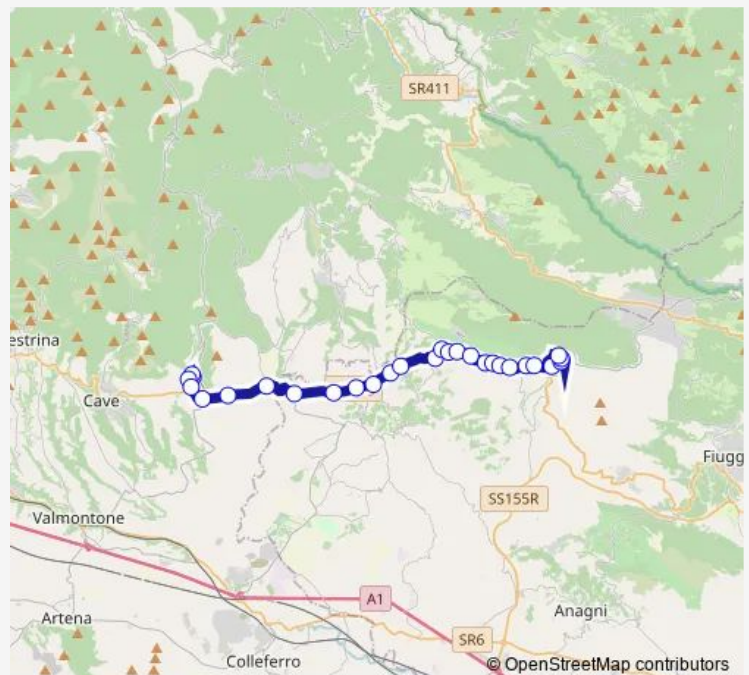 SR411
estrina
Cave
Fiugg
SS155R
Valmontone
A1
Artena
Anagni
SR6
Colleferro
© OpenStreetMap contributors